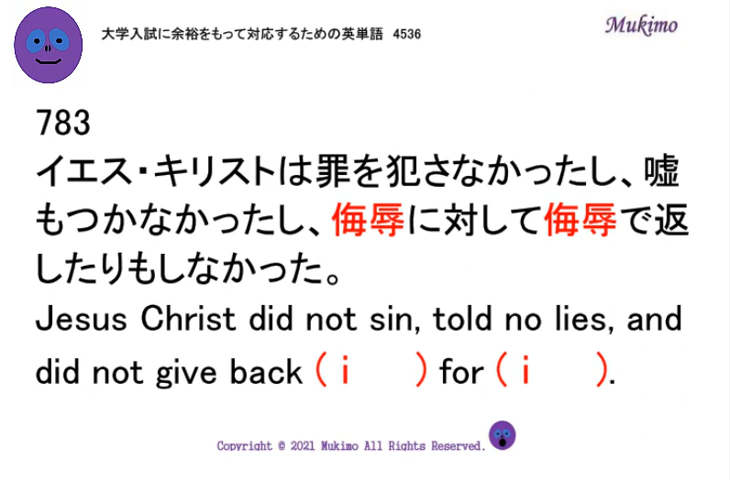 大学入試に余裕をもって対応するための英単語 4536
Mukimo
783
イエス・キリストは罪を犯さなかったし、嘘
もつかなかったし、侮辱に対して侮辱で返
したりもしなかった。
Jesus Christ did not sin, told no lies, and
did not give back ( i ) for ( i ).
Copyright © 2021 Mukimo All Rights Reserved.